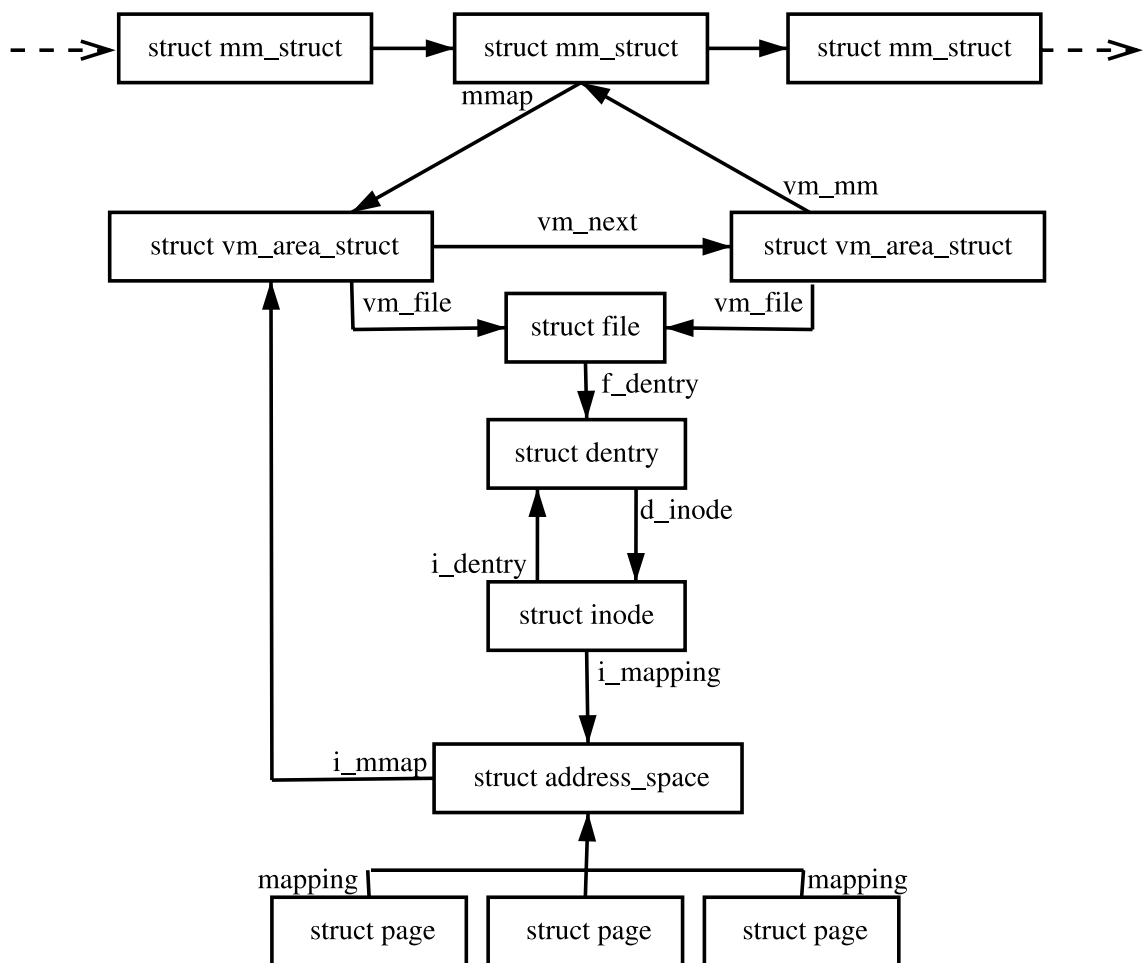 struct mm_struct struct mm_struct struct mm_struct
mmap
vm_mm
vm_next
struct vm_area_struct struct vm_area_struct
vm_file vm_file
struct file
f_dentry
struct dentry
d_inode
i_dentry
struct inode
i_mapping
i_mmap
struct address_space
mapping mapping
struct page struct page struct page